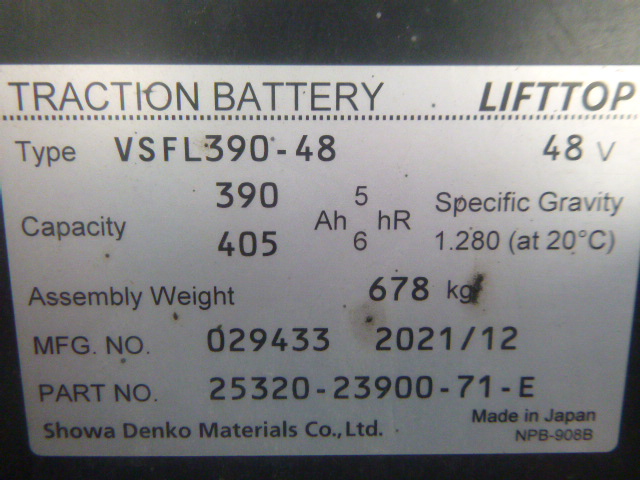 TRACTION BATTERY LIFTTOP
Type VSFL390-48 48 V
Capacity 390 Ah 5 hR Specific Gravity
405 6 1.280 (at 20°C)
Assembly Weight 678 kg
MFG. NO. 029433 2021/12
PART NO. 25320-23900-71-E
Showa Denko Materials Co.,Ltd. Made in Japan
NPB-908B